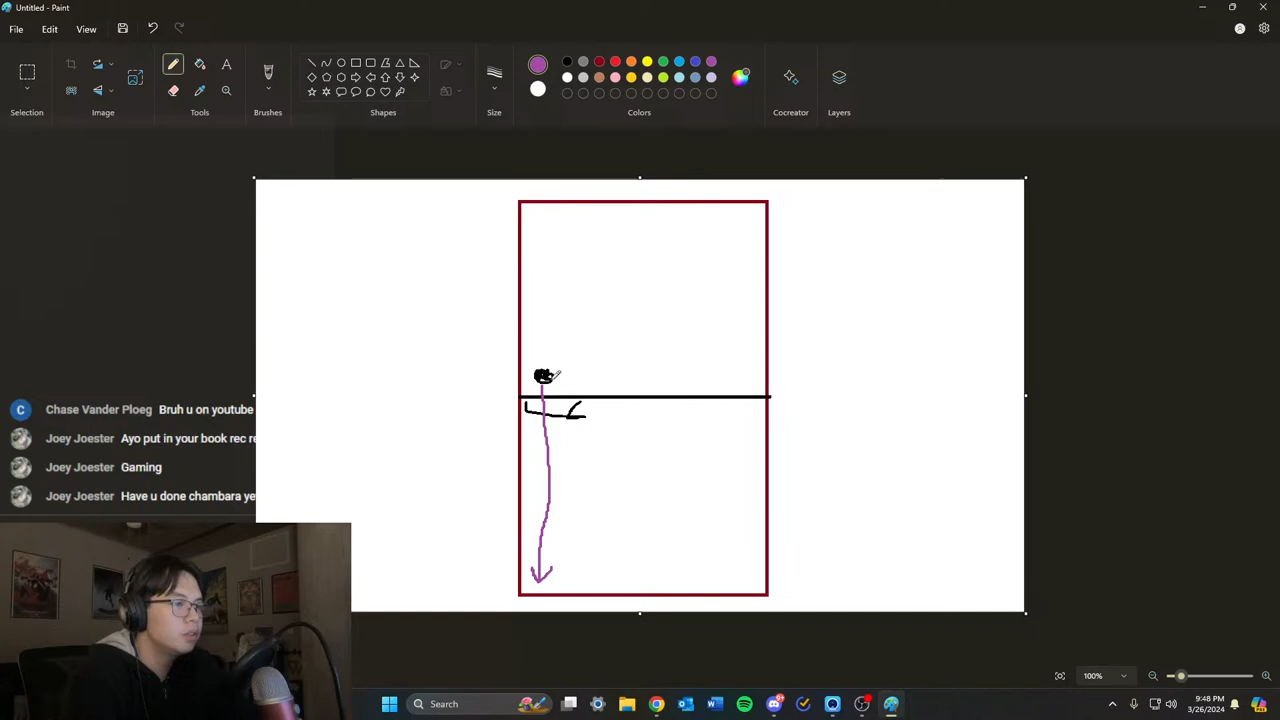 Untitled - Paint
File Edit View
Selection Image Tools Brushes Shapes Size Colors Cocreator Layers
C Chase Vander Ploeg Bruh u on youtube
Joey Joester Ayo put in your book rec re
Joey Joester Gaming
Joey Joester Have u done chambara ye
100%
Search
9:48 PM
3/26/2024